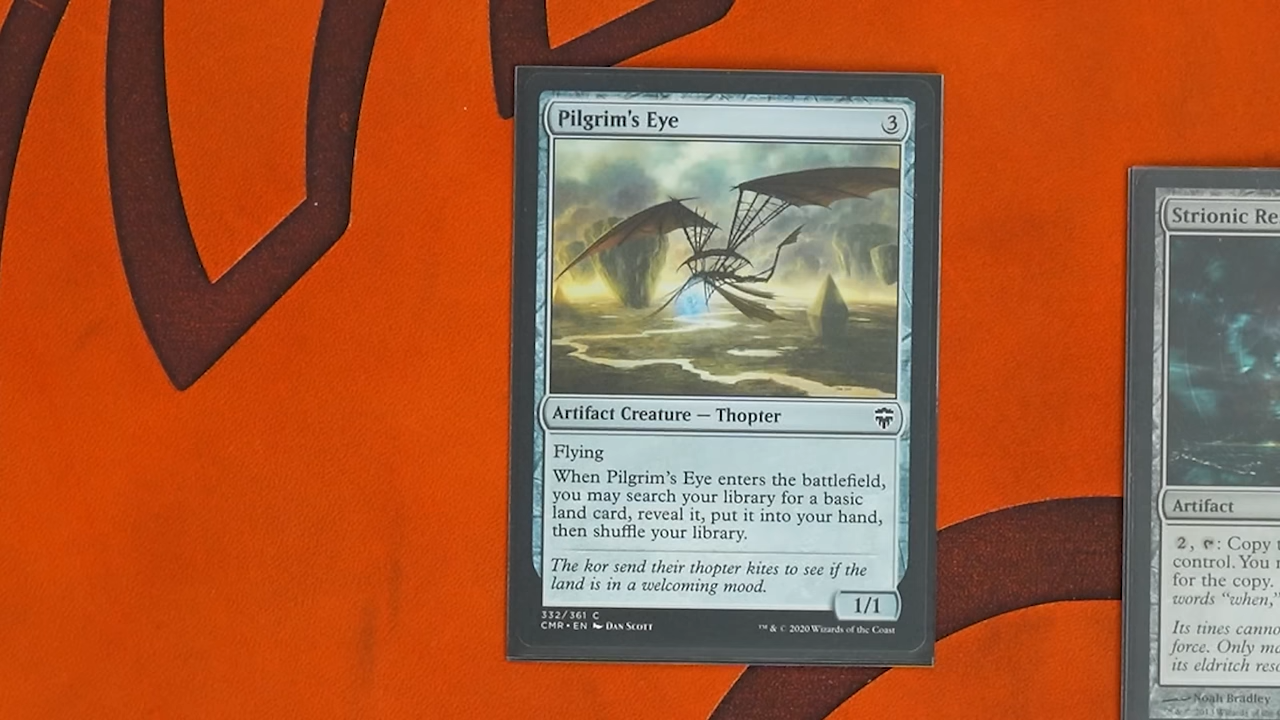 Pilgrim's Eye 3
Artifact Creature — Thopter
Flying
When Pilgrim's Eye enters the battlefield,
you may search your library for a basic
land card, reveal it, put it into your hand,
then shuffle your library.
The kor send their thopter kites to see if the
land is in a welcoming mood.
1/1
332/361 C
CMR • EN Dan Scott
™ & © 2020 Wizards of the Coast
Strionic Re
Artifact
2, T: Copy t
control. You
for the copy.
words “when,”
Its tines canno
force. Only
its eldritch
Noah Bradley